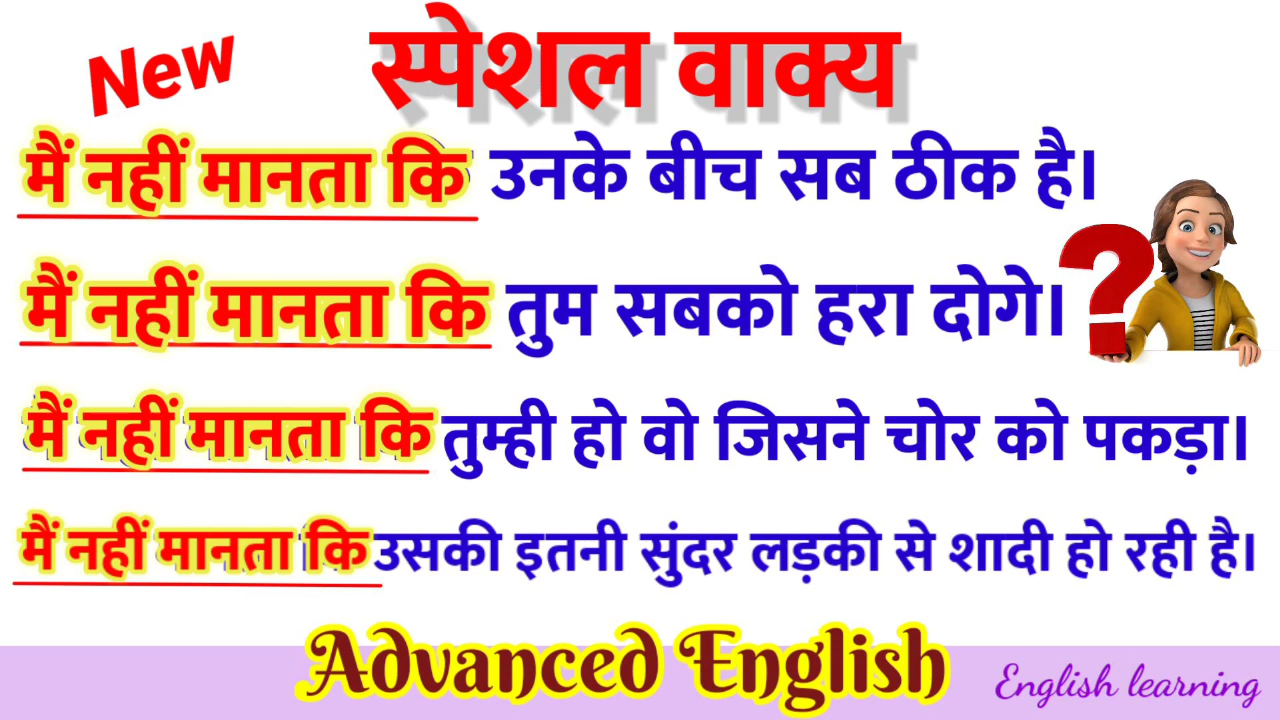 New
स्पेशल वाक्य
मैं नहीं मानता कि उनके बीच सब ठीक है।
मैं नहीं मानता कि तुम सबको हरा दोगे।
मैं नहीं मानता कि तुम्ही हो वो जिसने चोर को पकड़ा।
मैं नहीं मानता कि उसकी इतनी सुंदर लड़की से शादी हो रही है।
?
Advanced English
English learning